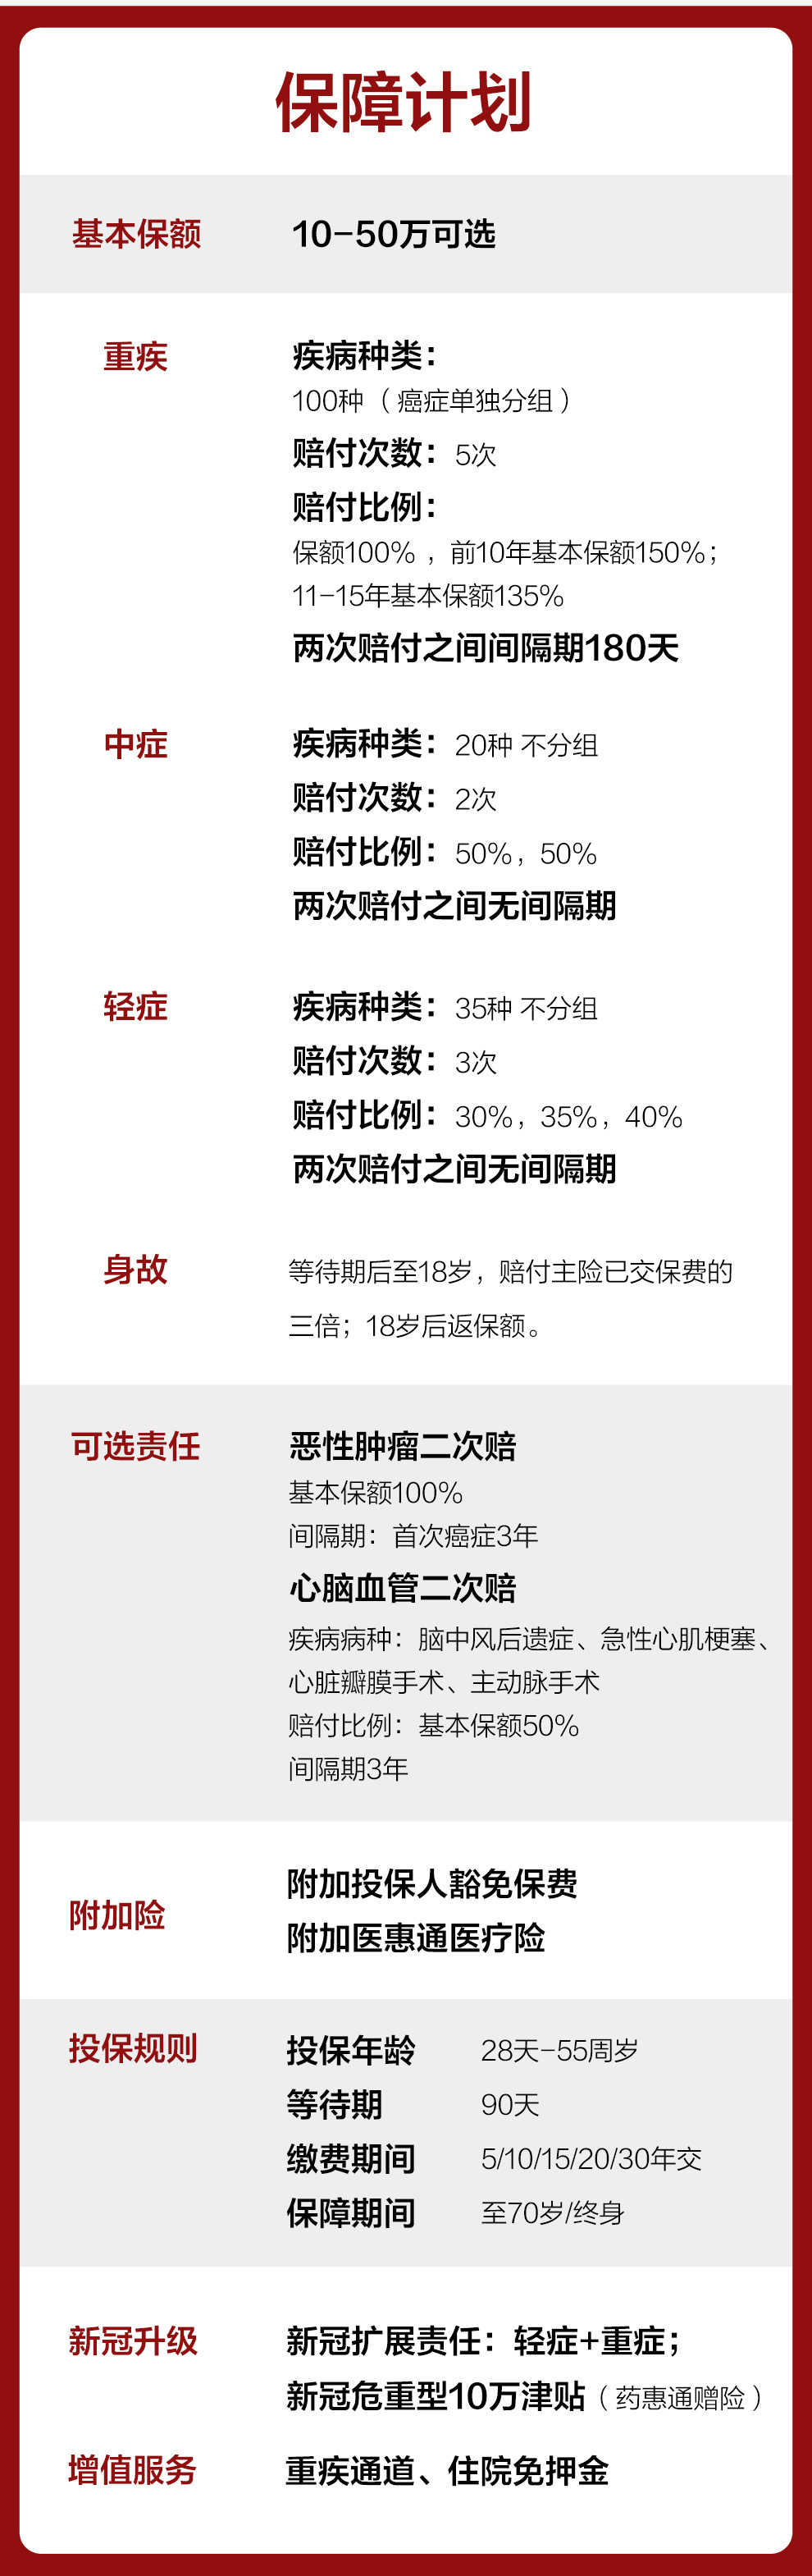 保障计划
基本保额 10-50万可选
重疾 疾病种类：
100种（癌症单独分组）
赔付次数：5次
赔付比例：
保额100%，前10年基本保额150%；
11-15年基本保额135%
两次赔付之间间隔期180天
中症 疾病种类：20种 不分组
赔付次数：2次
赔付比例：50%，50%
两次赔付之间无间隔期
轻症 疾病种类：35种 不分组
赔付次数：3次
赔付比例：30%，35%，40%
两次赔付之间无间隔期
身故 等待期后至18岁，赔付主险已交保费的
三倍；18岁后返保额。
可选责任 恶性肿瘤二次赔
基本保额100%
间隔期：首次癌症3年
心脑血管二次赔
疾病病种：脑中风后遗症、急性心肌梗塞、
心脏瓣膜手术、主动脉手术
赔付比例：基本保额50%
间隔期3年
附加险 附加投保人豁免保费
附加医惠通医疗险
投保规则 投保年龄 28天-55周岁
等待期 90天
缴费期间 5/10/15/20/30年交
保障期间 至70岁/终身
新冠升级 新冠扩展责任：轻症+重症；
新冠危重型10万津贴（药惠通赠险）
增值服务 重疾通道、住院免押金